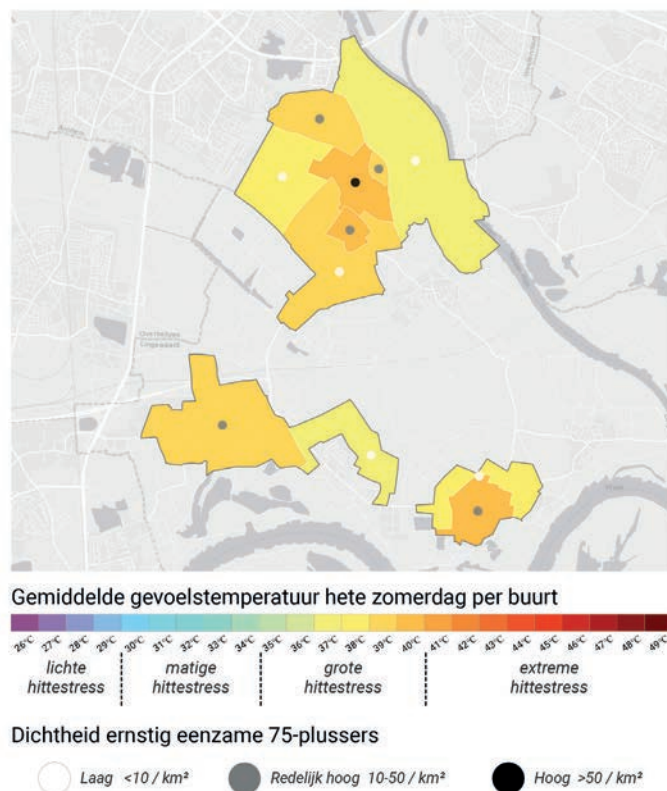 Overbetuwe
Lingewaard
Gemiddelde gevoelstemperatuur hete zomerdag per buurt
26°C 27°C 28°C 29°C 30°C 31°C 32°C 33°C 34°C 35°C 36°C 37°C 38°C 39°C 40°C 41°C 42°C 43°C 44°C 45°C 46°C 47°C 48°C 49°C
lichte hittestress matige hittestress grote hittestress extreme hittestress
Dichtheid ernstig eenzame 75-plussers
Laag <10 / km² Redelijk hoog 10-50 / km² Hoog >50 / km²